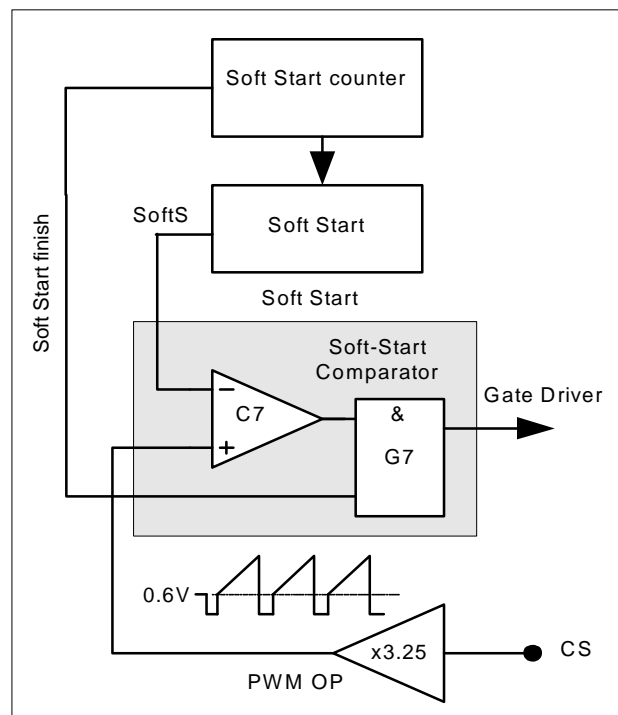 Soft Start counter
Soft Start finish
SoftS
Soft Start
Soft Start
Soft-Start
Comparator
Gate Driver
−
C7
+
&
G7
0.6V
x3.25
CS
PWM OP